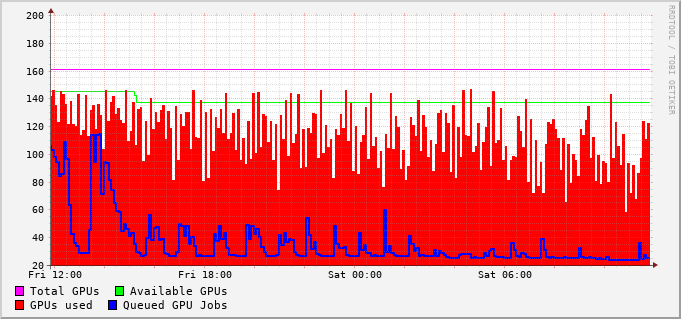 200
180
160
140
120
100
80
60
40
20
Fri 12:00 Fri 18:00 Sat 00:00 Sat 06:00
Total GPUs Available GPUs
GPUs used Queued GPU Jobs
RRDTOOL / TOBI OETIKER